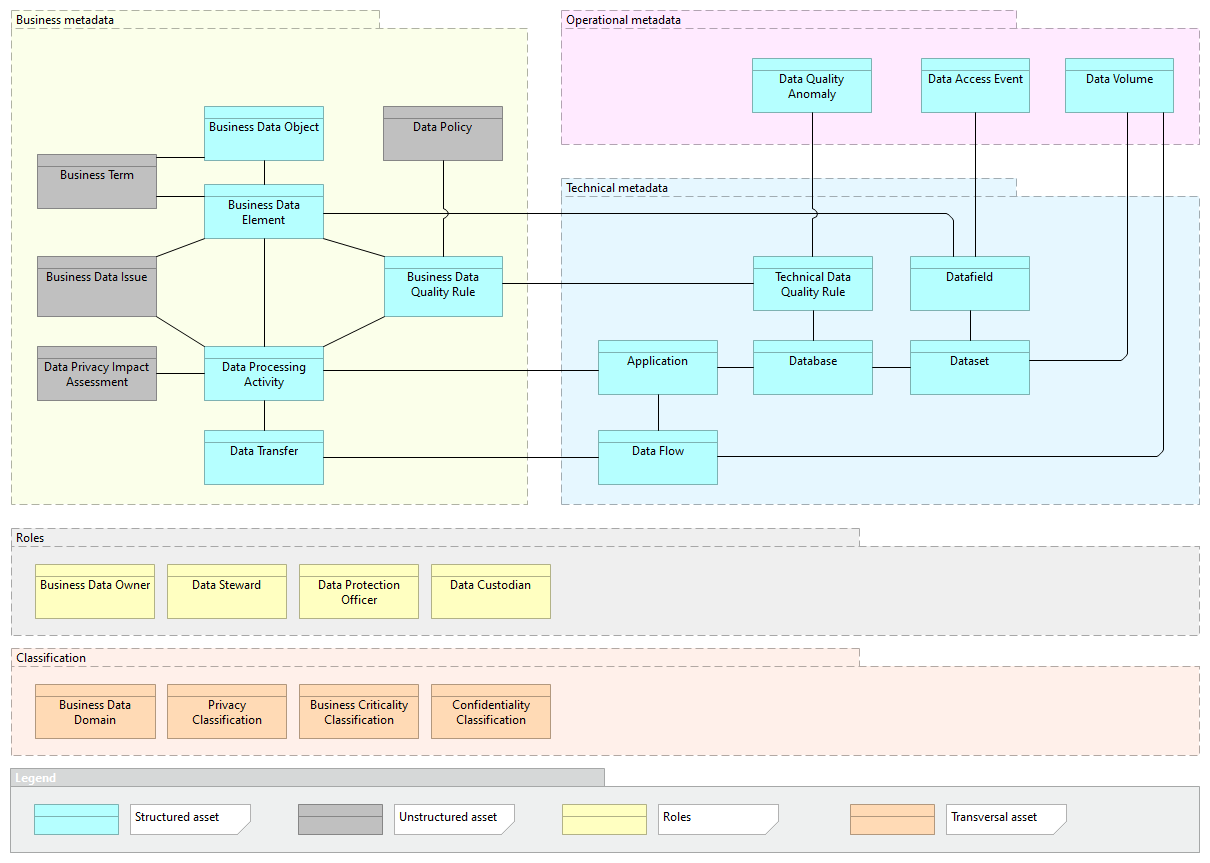 Business metadata
Business Data Object
Data Policy
Business Term
Business Data
Element
Business Data Issue
Business Data
Quality Rule
Data Privacy Impact
Assessment
Data Processing
Activity
Data Transfer
Operational metadata
Data Quality
Anomaly
Data Access Event
Data Volume
Technical metadata
Technical Data
Quality Rule
Datafield
Application
Database
Dataset
Data Flow
Roles
Business Data Owner
Data Steward
Data Protection
Officer
Data Custodian
Classification
Business Data
Domain
Privacy
Classification
Business Criticality
Classification
Confidentiality
Classification
Legend
Structured asset
Unstructured asset
Roles
Transversal asset